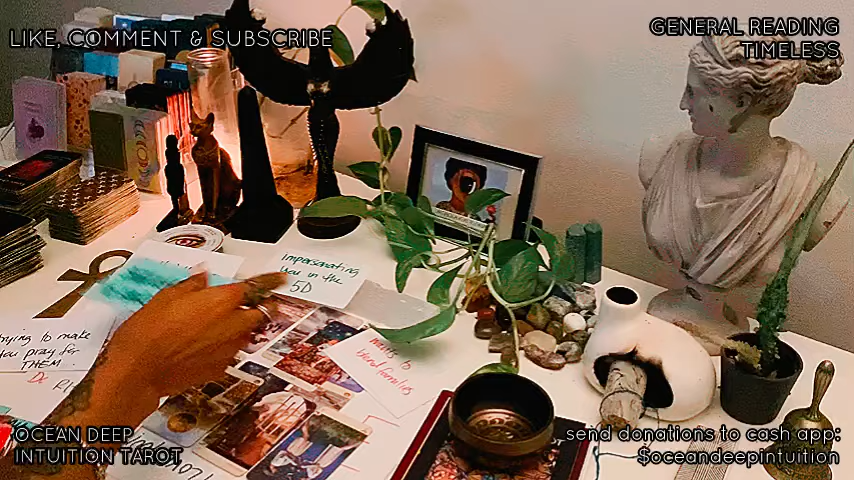 LIKE, COMMENT & SUBSCRIBE
GENERAL READING
TIMELESS
Impersonating
you in the
5D
trying to make
you pray for
THEM
wants to
blend families
OCEAN DEEP
INTUITION TAROT
send donations to cash app:
$oceandeepintuition